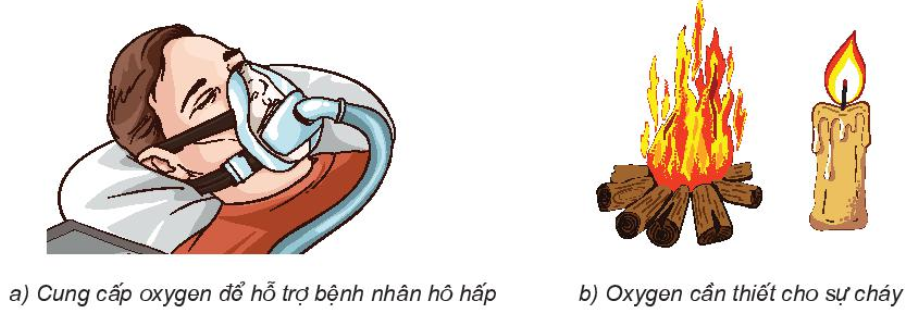 a) Cung cấp oxygen để hỗ trợ bệnh nhân hô hấp
b) Oxygen cần thiết cho sự cháy